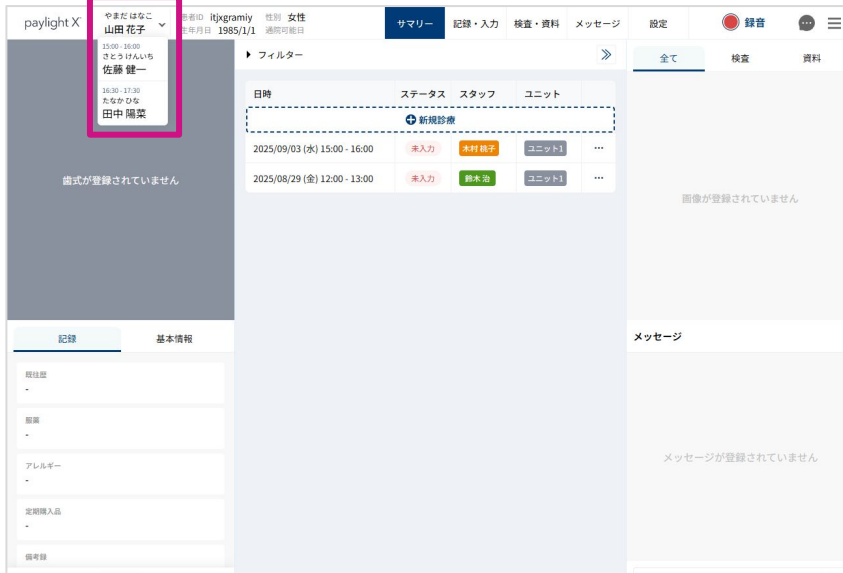 paylight X
やまだ はなこ
山田 花子
患者ID itjxgramiy 性別 女性
生年月日 1985/1/1 通院可能日
サマリー 記録・入力 検査・資料 メッセージ 設定 録音
15:00 - 16:00
さとう けんいち
佐藤 健一
16:30 - 17:30
たなか ひな
田中 陽菜
歯式が登録されていません
フィルター
日時 ステータス スタッフ ユニット
新規診療
2025/09/03 (水) 15:00 - 16:00 未入力 木村 桃子 ユニット1 …
2025/08/29 (金) 12:00 - 13:00 未入力 鈴木 治 ユニット1 …
全て 検査 資料
画像が登録されていません
記録 基本情報
既往歴
-
服薬
-
アレルギー
-
定期購入品
-
備考録
メッセージ
メッセージが登録されていません